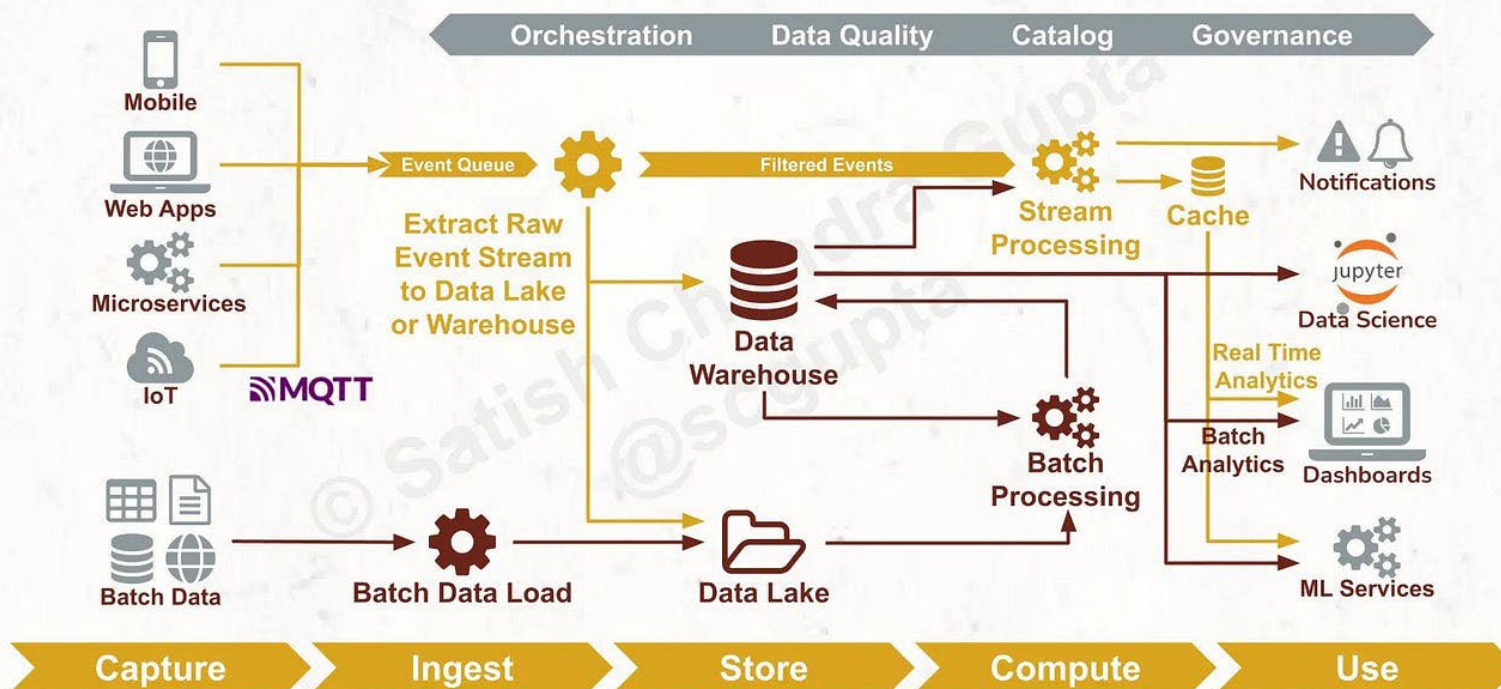 Orchestration Data Quality Catalog Governance
Mobile
Web Apps
Microservices
IoT
MQTT
Batch Data
Event Queue
Extract Raw
Event Stream
to Data Lake
or Warehouse
Filtered Events
Batch Data Load
Data
Warehouse
Data Lake
Stream
Processing
Cache
Batch
Processing
Real Time
Analytics
Batch
Analytics
Notifications
jupyter
Data Science
Dashboards
ML Services
© Satish Chandra Gupta
@scgupta
Capture Ingest Store Compute Use